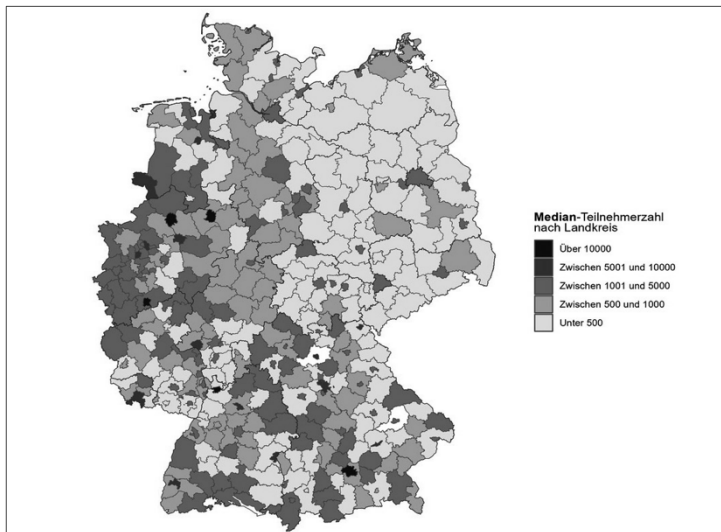 Median-Teilnehmerzahl
nach Landkreis
Über 10000
Zwischen 5001 und 10000
Zwischen 1001 und 5000
Zwischen 500 und 1000
Unter 500